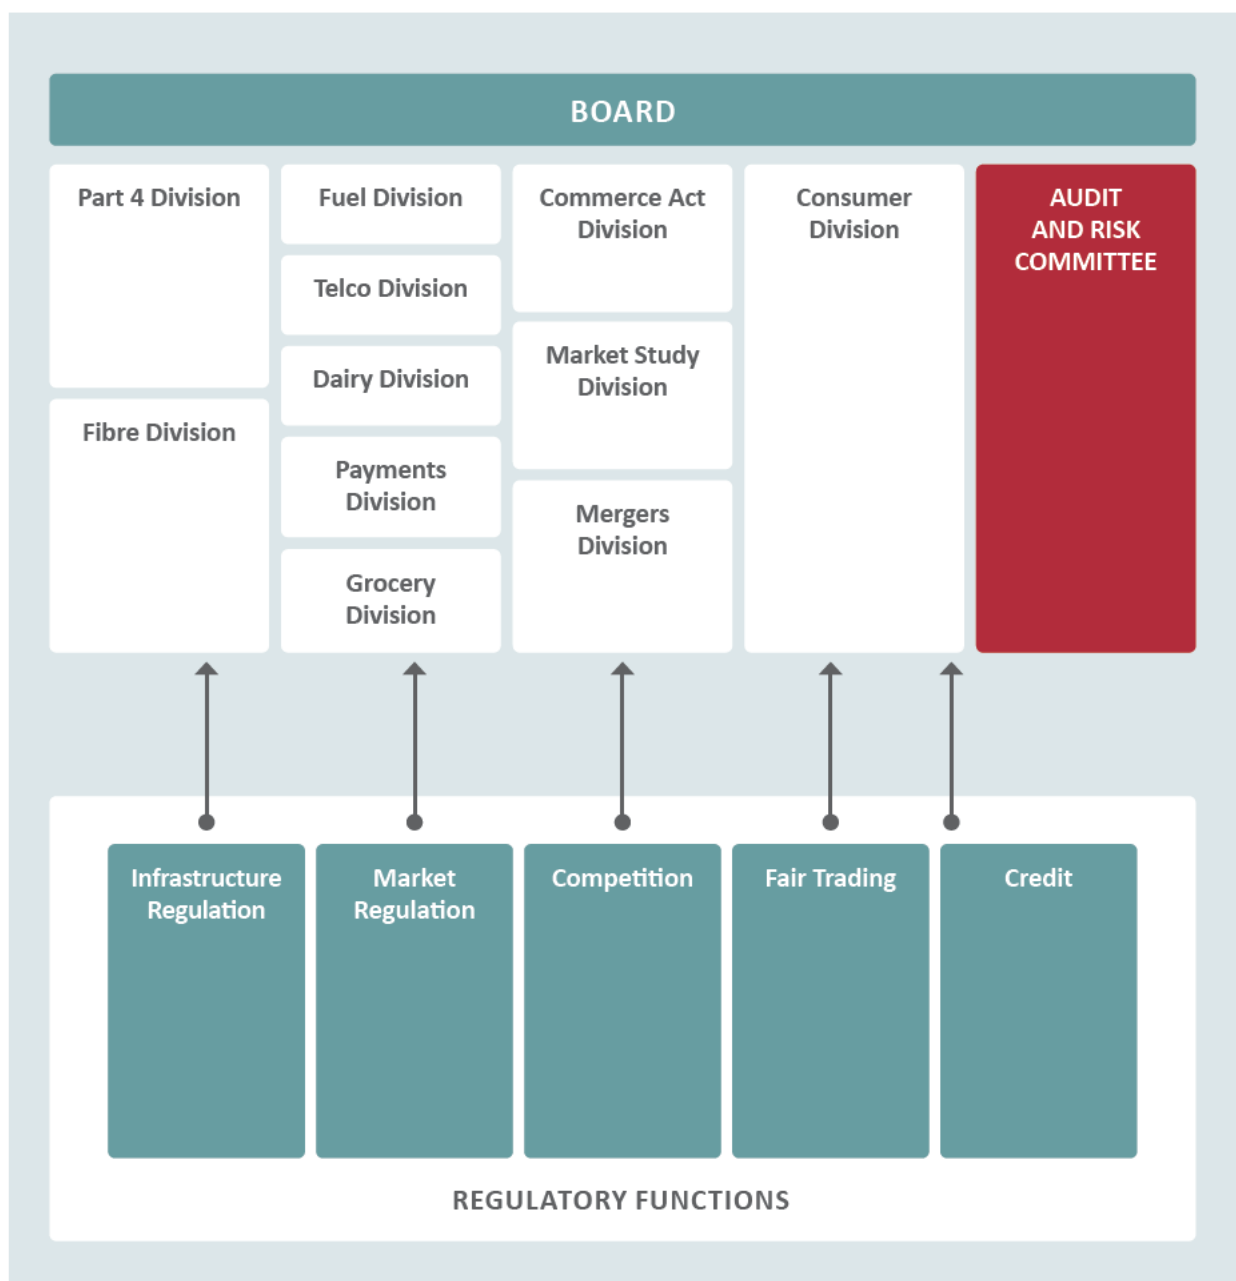 BOARD
Part 4 Division
Fibre Division
Fuel Division
Telco Division
Dairy Division
Payments
Division
Grocery
Division
Commerce Act
Division
Market Study
Division
Mergers
Division
Consumer
Division
AUDIT
AND RISK
COMMITTEE
Infrastructure
Regulation
Market
Regulation
Competition
Fair Trading
Credit
REGULATORY FUNCTIONS